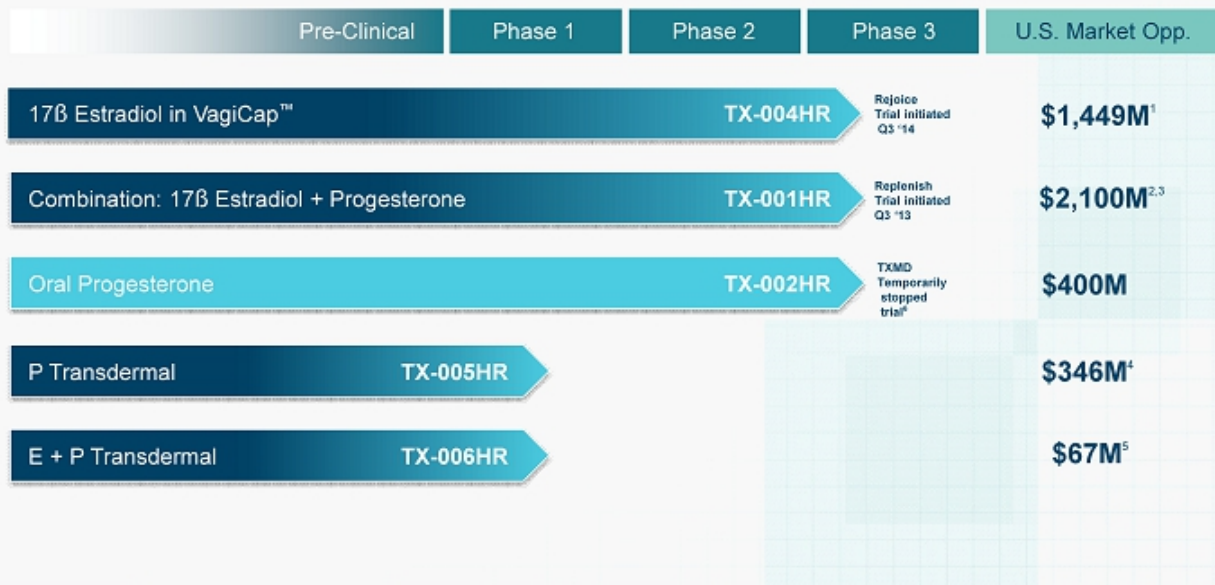 Pre-Clinical Phase 1 Phase 2 Phase 3 U.S. Market Opp.
17ß Estradiol in VagiCap™ TX-004HR
Rejoice
Trial initiated
Q3 '14
$1,449M¹
Combination: 17ß Estradiol + Progesterone TX-001HR
Replenish
Trial initiated
Q3 '13
$2,100M²,³
Oral Progesterone TX-002HR
TXMD
Temporarily
stopped
trial⁶
$400M
P Transdermal TX-005HR $346M⁴
E + P Transdermal TX-006HR $67M⁵